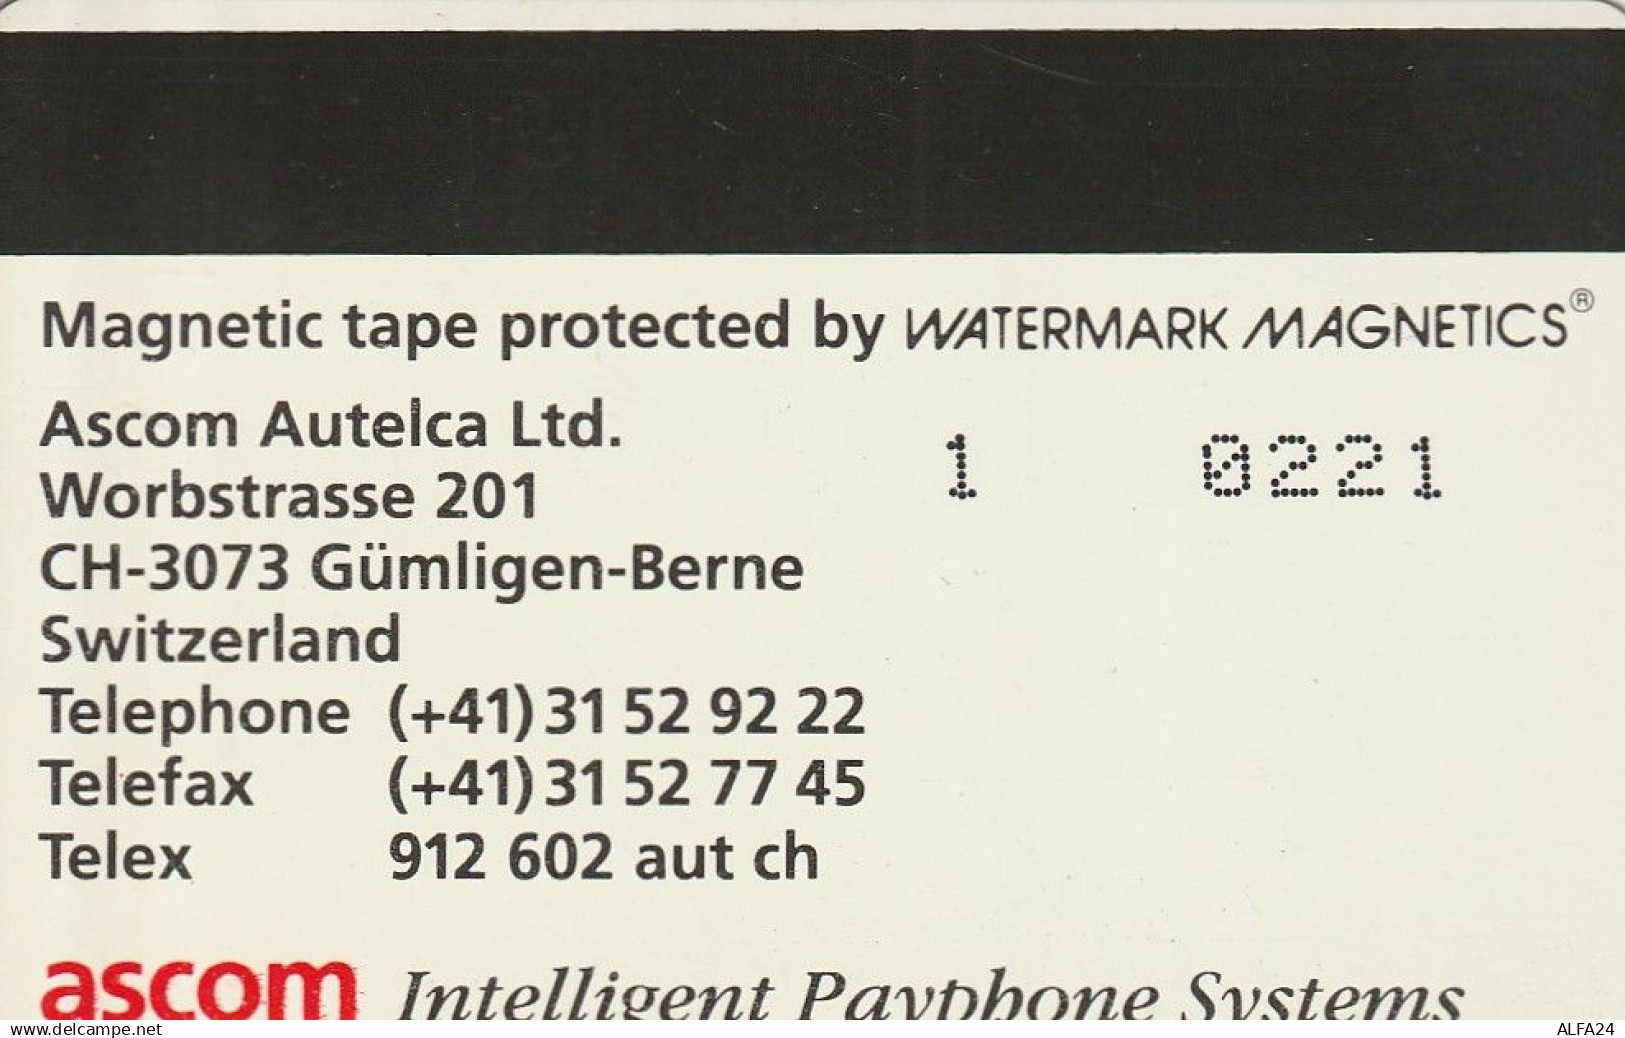 Magnetic tape protected by WATERMARK MAGNETICS®
Ascom Autelca Ltd.
1 0221
Worbstrasse 201
CH-3073 Gümligen-Berne
Switzerland
Telephone (+41) 31 52 92 22
Telefax (+41) 31 52 77 45
Telex 912 602 aut ch
ascom Intelligent Payphone Systems
www.delcampe.net
ALFA24